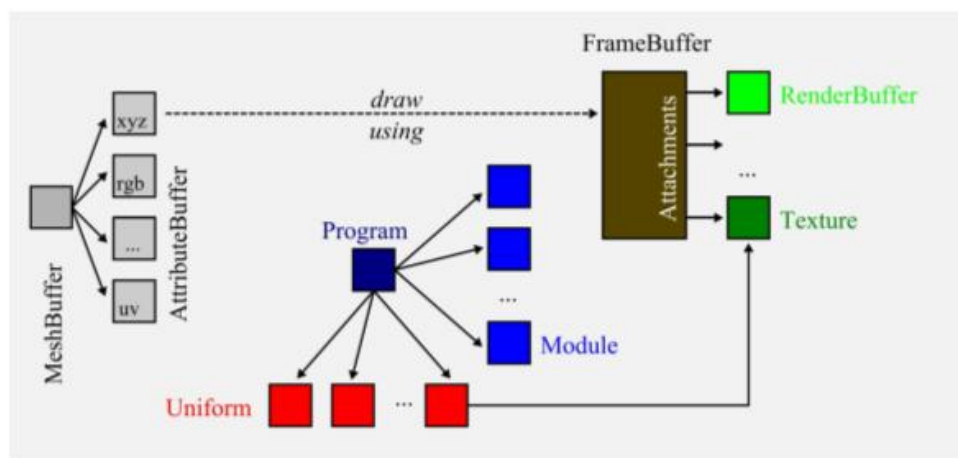 FrameBuffer
draw
using
xyz
rgb
...
uv
MeshBuffer
AttributeBuffer
Program
...
Module
Uniform
...
Attachments
RenderBuffer
...
Texture